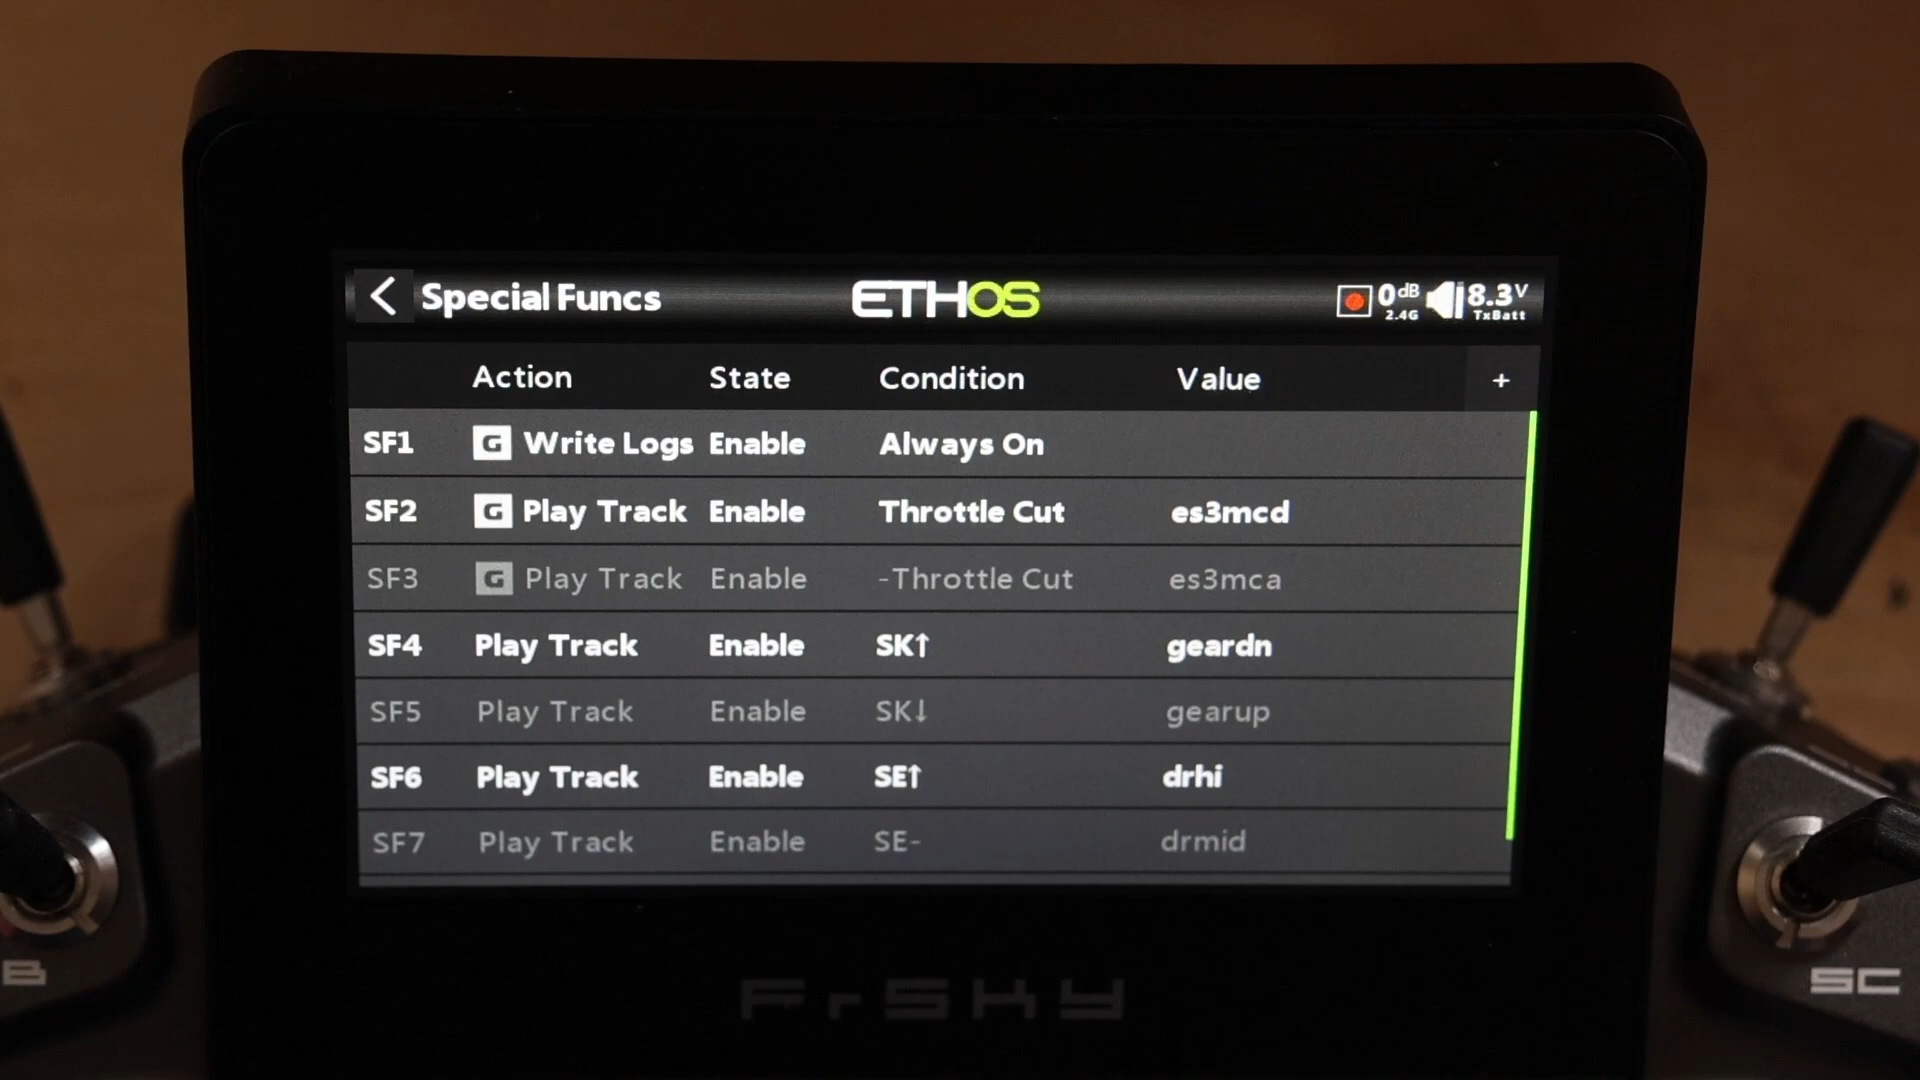 < Special Funcs ETHOS 0dB 2.4G 8.3V TxBatt
Action State Condition Value +
SF1 G Write Logs Enable Always On
SF2 G Play Track Enable Throttle Cut es3mcd
SF3 G Play Track Enable -Throttle Cut es3mca
SF4 Play Track Enable SK↑ geardn
SF5 Play Track Enable SK↓ gearup
SF6 Play Track Enable SE↑ drhi
SF7 Play Track Enable SE- drmid
B
SC
FrSKY